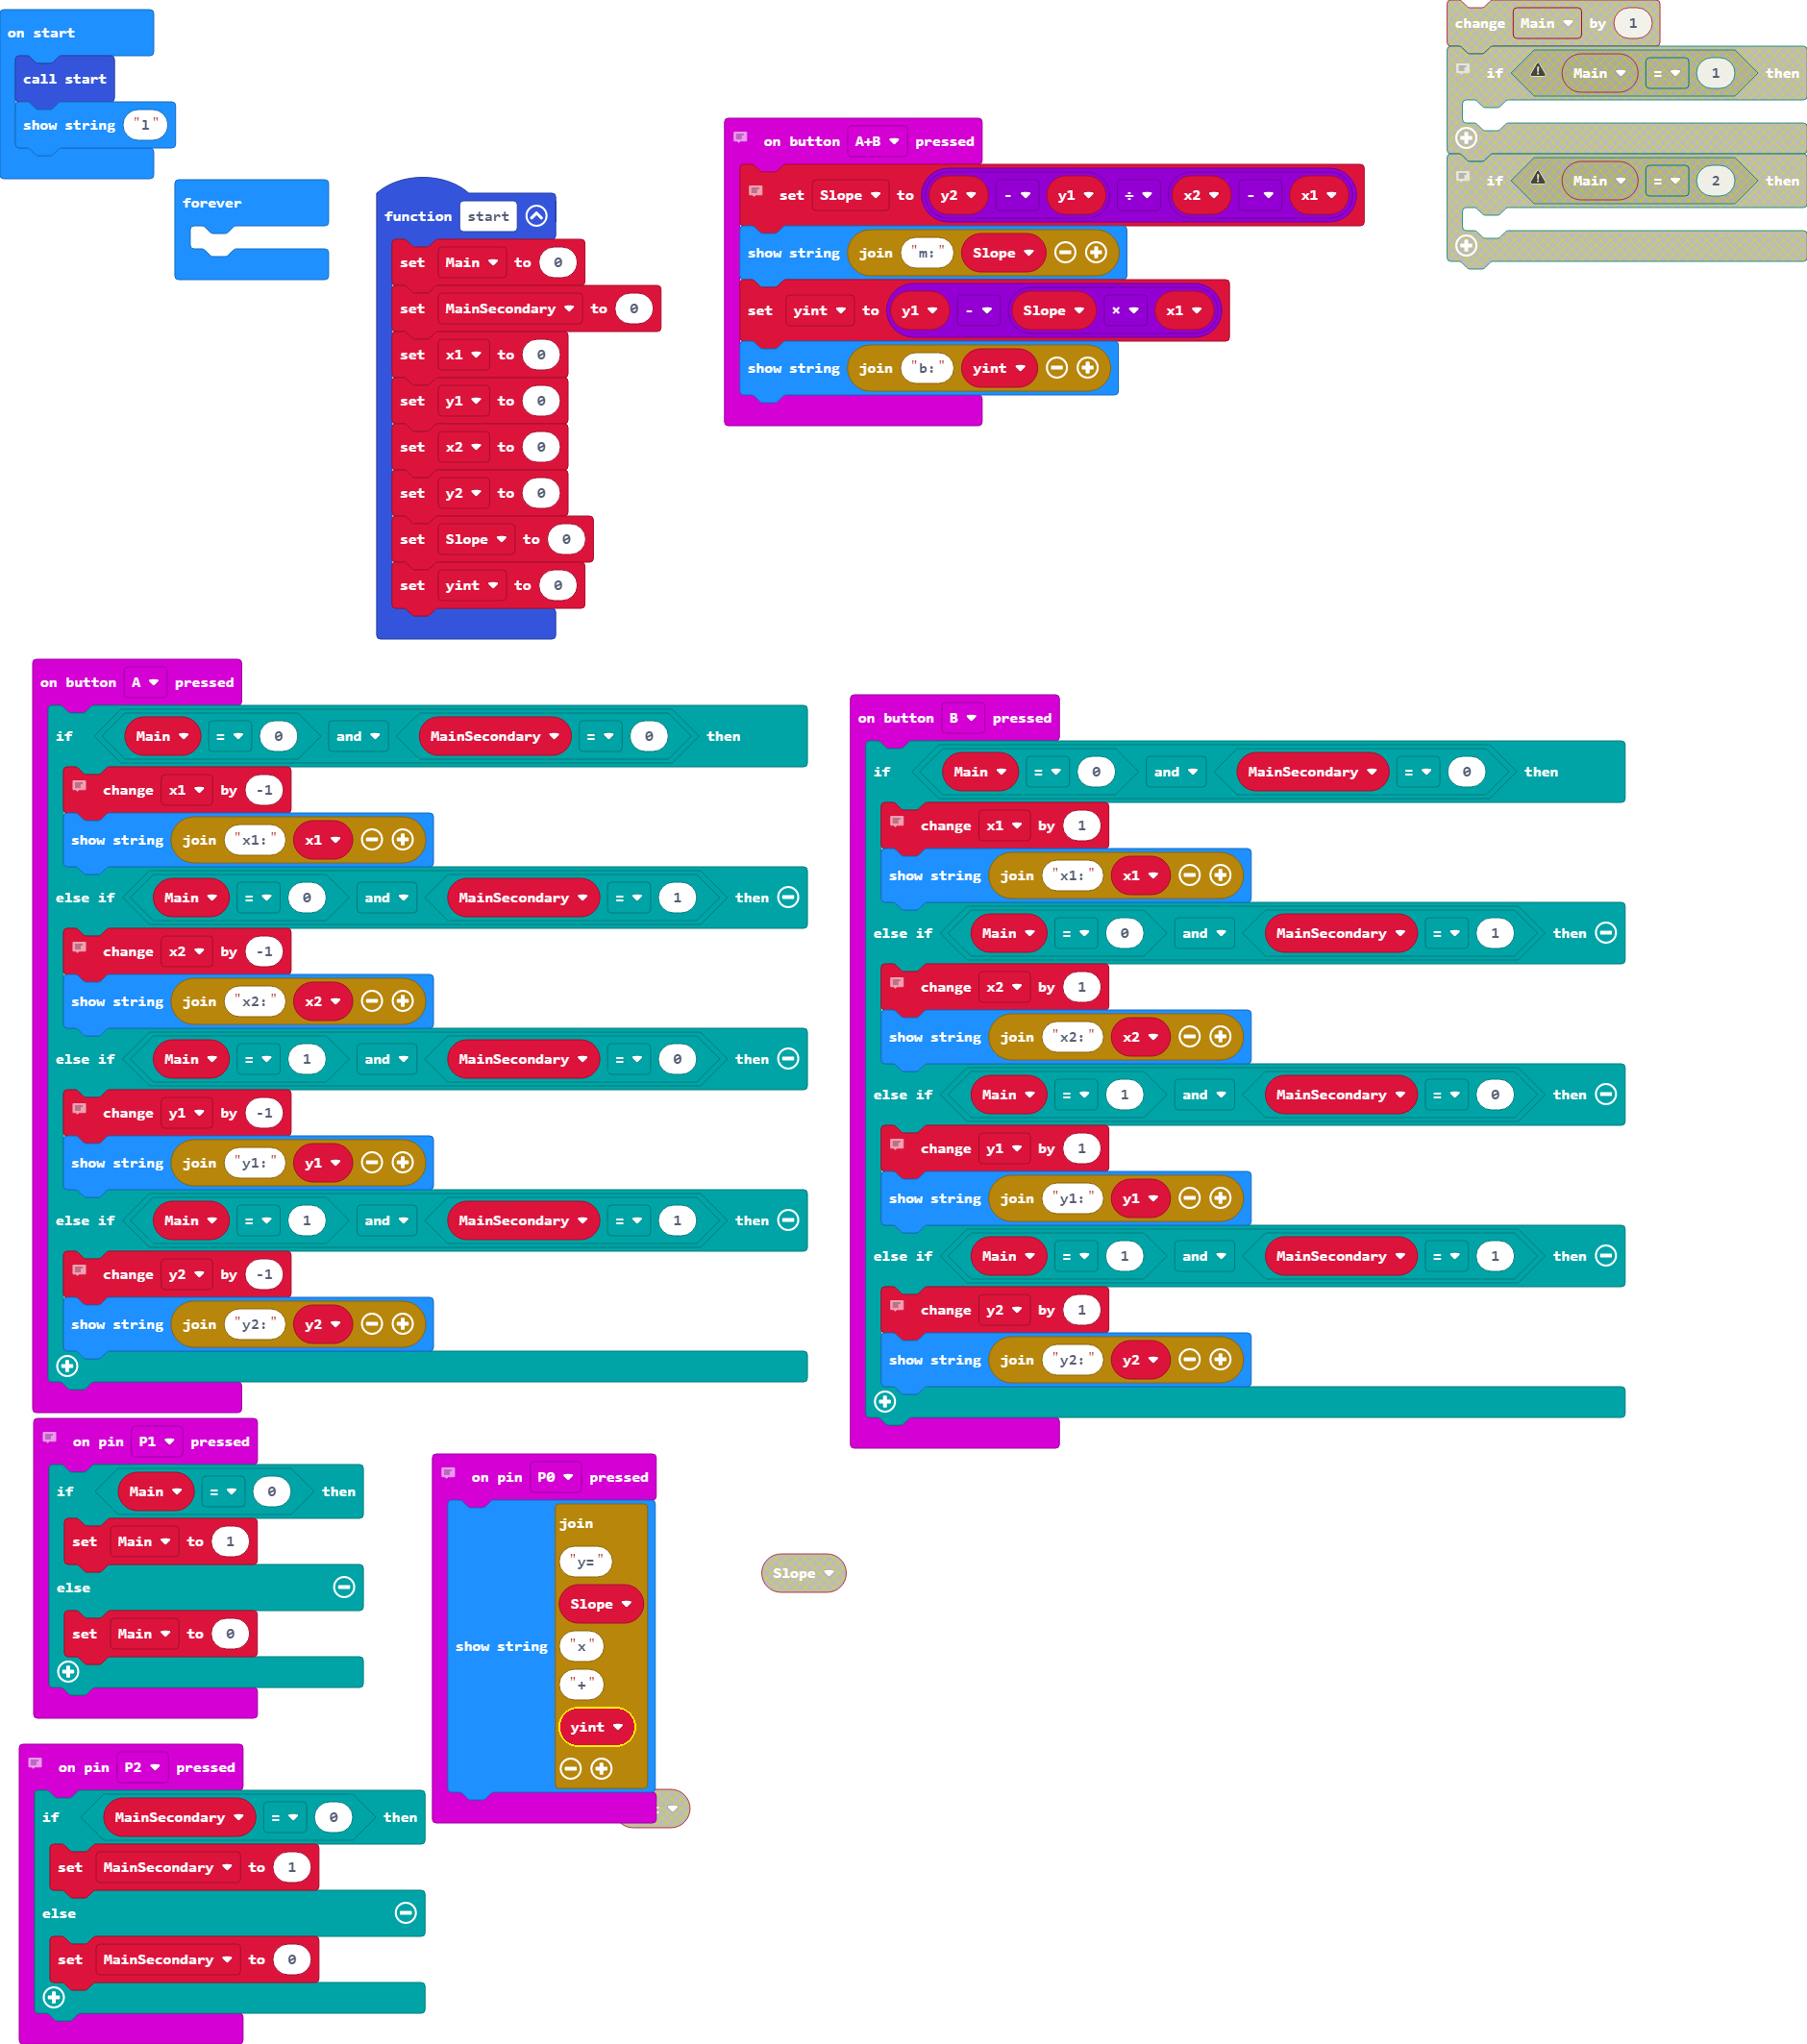 on start
call start
show string "1"
forever
function start
set Main to 0
set MainSecondary to 0
set x1 to 0
set y1 to 0
set x2 to 0
set y2 to 0
set Slope to 0
set yint to 0
on button A+B pressed
set Slope to y2 - y1 ÷ x2 - x1
show string join "m:" Slope
set yint to y1 - Slope × x1
show string join "b:" yint
change Main by 1
if Main = 1 then
if Main = 2 then
on button A pressed
if Main = 0 and MainSecondary = 0 then
change x1 by -1
show string join "x1:" x1
else if Main = 0 and MainSecondary = 1 then
change x2 by -1
show string join "x2:" x2
else if Main = 1 and MainSecondary = 0 then
change y1 by -1
show string join "y1:" y1
else if Main = 1 and MainSecondary = 1 then
change y2 by -1
show string join "y2:" y2
on button B pressed
if Main = 0 and MainSecondary = 0 then
change x1 by 1
show string join "x1:" x1
else if Main = 0 and MainSecondary = 1 then
change x2 by 1
show string join "x2:" x2
else if Main = 1 and MainSecondary = 0 then
change y1 by 1
show string join "y1:" y1
else if Main = 1 and MainSecondary = 1 then
change y2 by 1
show string join "y2:" y2
on pin P1 pressed
if Main = 0 then
set Main to 1
else
set Main to 0
on pin P0 pressed
show string
join
"y="
Slope
"x"
"+"
yint
Slope
on pin P2 pressed
if MainSecondary = 0 then
set MainSecondary to 1
else
set MainSecondary to 0